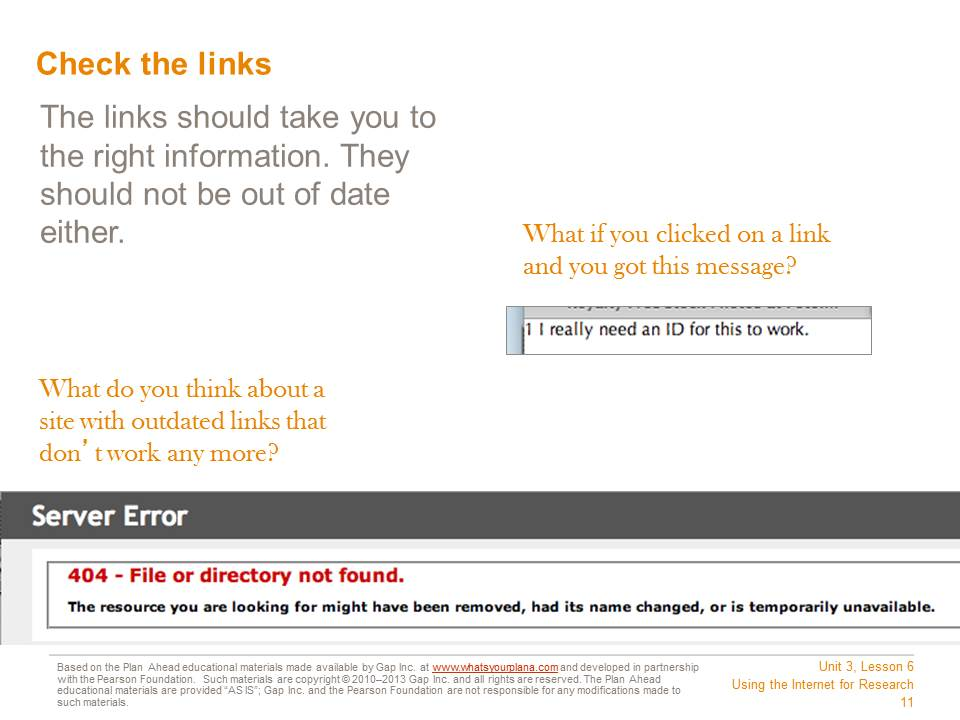 Check the links
The links should take you to
the right information. They
should not be out of date
either.
What if you clicked on a link
and you got this message?
1 I really need an ID for this to work.
What do you think about a
site with outdated links that
don’t work any more?
Server Error
404 - File or directory not found.
The resource you are looking for might have been removed, had its name changed, or is temporarily unavailable.
Based on the Plan Ahead educational materials made available by Gap Inc. at www.whatsyourplana.com and developed in partnership
with the Pearson Foundation. Such materials are copyright © 2010–2013 Gap Inc. and all rights are reserved. The Plan Ahead
educational materials are provided “AS IS”; Gap Inc. and the Pearson Foundation are not responsible for any modifications made to
such materials.
Unit 3, Lesson 6
Using the Internet for Research
11